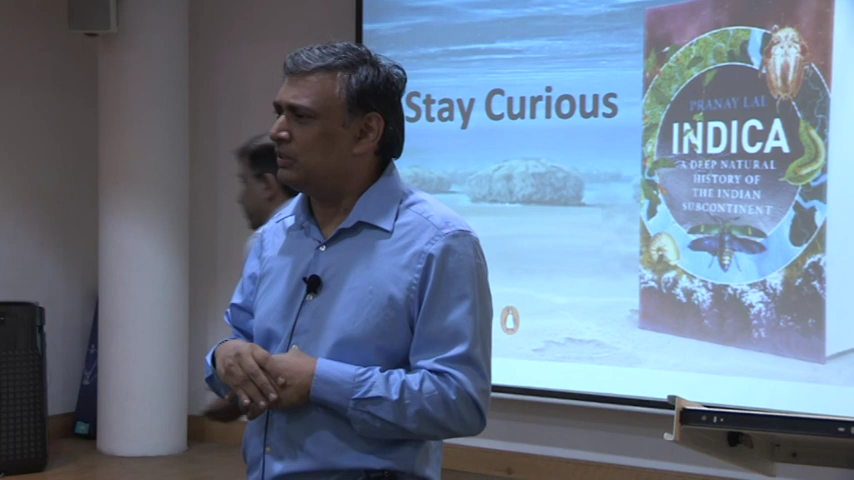 Stay Curious
PRANAY LAL
INDICA
A DEEP NATURAL
HISTORY OF
THE INDIAN
SUBCONTINENT